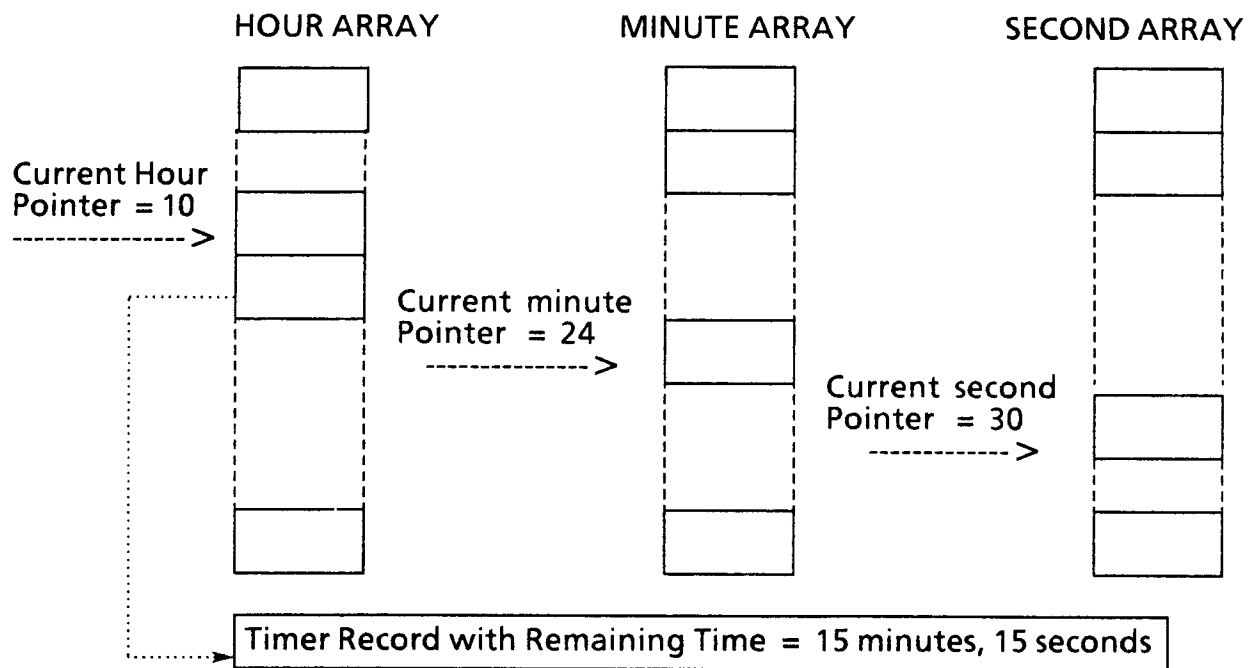 HOUR ARRAY
MINUTE ARRAY
SECOND ARRAY
Current Hour
Pointer = 10
Current minute
Pointer = 24
Current second
Pointer = 30
Timer Record with Remaining Time = 15 minutes, 15 seconds